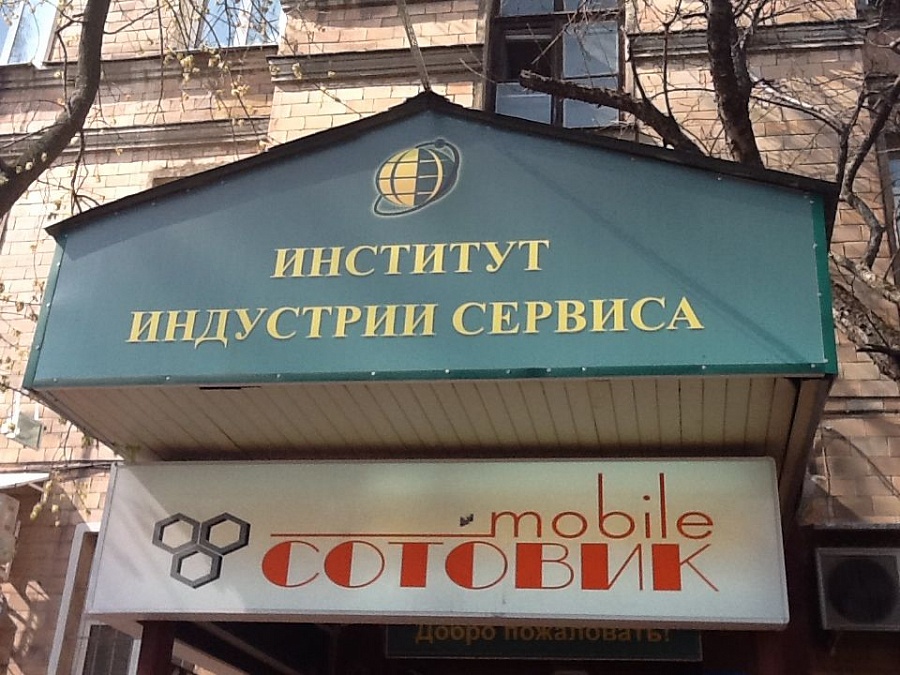 ИНСТИТУТ
ИНДУСТРИИ СЕРВИСА
mobile
СОТОВИК
Добро пожаловать!